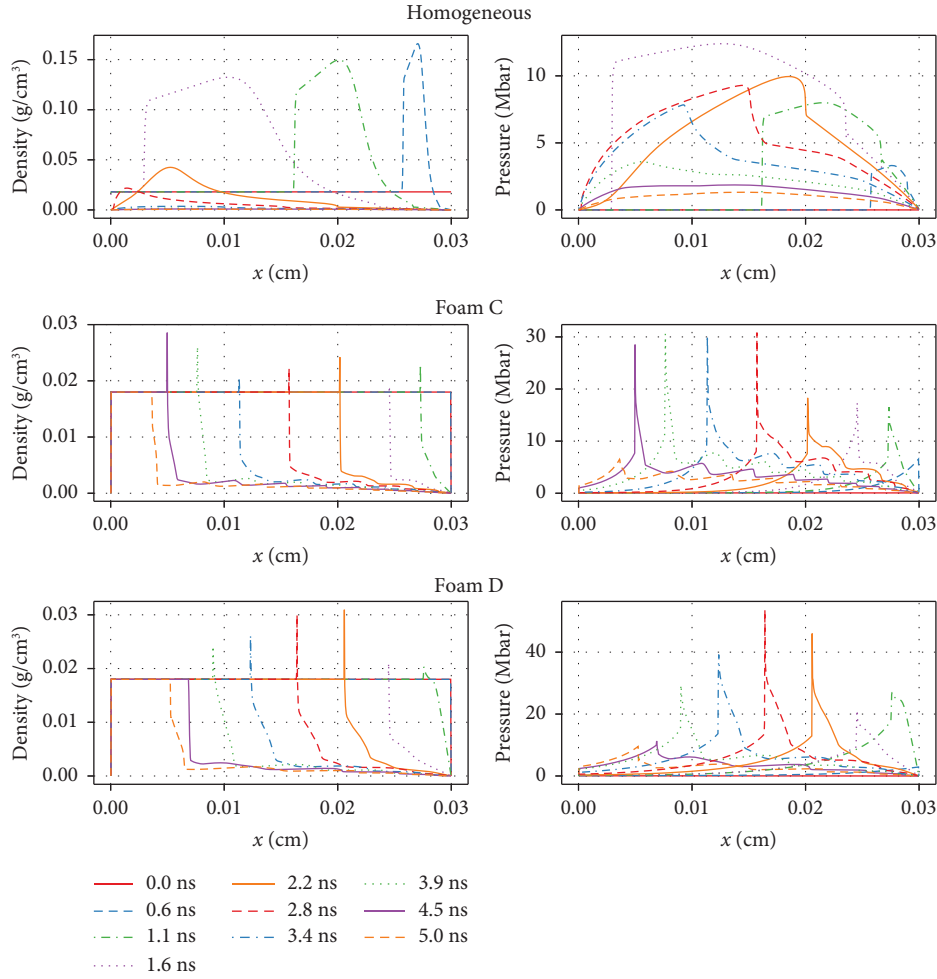 Homogeneous
Density (g/cm³)
0.15
0.10
0.05
0.00
0.00 0.01 0.02 0.03
x (cm)
Pressure (Mbar)
10
5
0
0.00 0.01 0.02 0.03
x (cm)
Foam C
Density (g/cm³)
0.03
0.02
0.01
0.00
0.00 0.01 0.02 0.03
x (cm)
Pressure (Mbar)
30
20
10
0
0.00 0.01 0.02 0.03
x (cm)
Foam D
Density (g/cm³)
0.03
0.02
0.01
0.00
0.00 0.01 0.02 0.03
x (cm)
Pressure (Mbar)
40
20
0
0.00 0.01 0.02 0.03
x (cm)
0.0 ns 2.2 ns 3.9 ns
0.6 ns 2.8 ns 4.5 ns
1.1 ns 3.4 ns 5.0 ns
1.6 ns